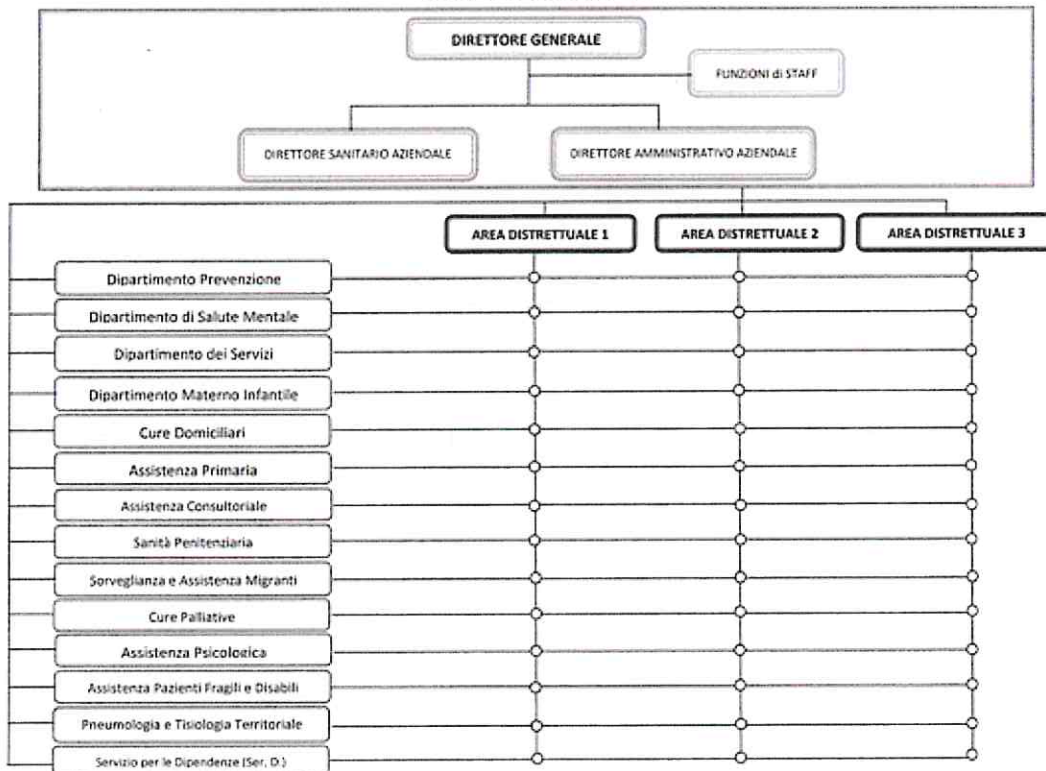 DIRETTORE GENERALE
FUNZIONI di STAFF
DIRETTORE SANITARIO AZIENDALE
DIRETTORE AMMINISTRATIVO AZIENDALE
AREA DISTRETTUALE 1
AREA DISTRETTUALE 2
AREA DISTRETTUALE 3
Dipartimento Prevenzione
Dipartimento di Salute Mentale
Dipartimento dei Servizi
Dipartimento Materno Infantile
Cure Domiciliari
Assistenza Primaria
Assistenza Consultoriale
Sanità Penitenziaria
Sorveglianza e Assistenza Migranti
Cure Palliative
Assistenza Psicologica
Assistenza Pazienti Fragili e Disabili
Pneumologia e Tisiologia Territoriale
Servizio per le Dipendenze (Ser. D.)